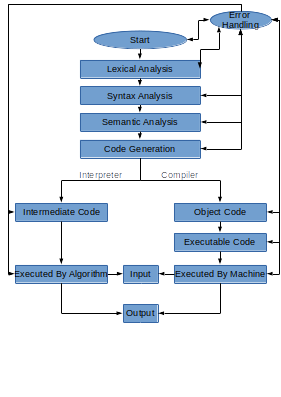 Error
Handling
Start
Lexical Analysis
Syntax Analysis
Semantic Analysis
Code Generation
Interpreter
Compiler
Intermediate Code
Object Code
Executable Code
Executed By Algorithm
Input
Executed By Machine
Output